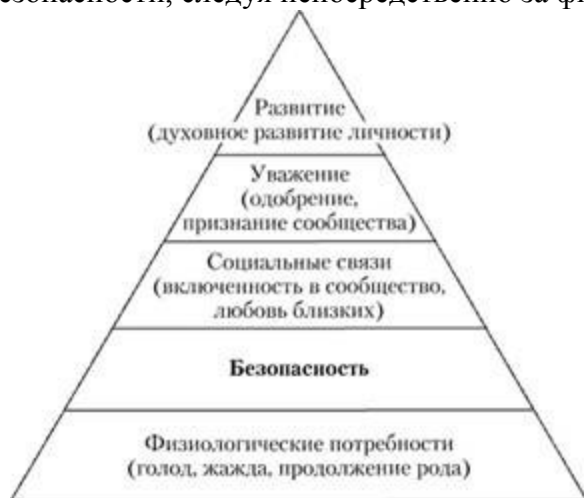 безопасности, следуя непосредственно за фи
Развитие
(духовное развитие личности)
Уважение
(одобрение,
признание сообщества)
Социальные связи
(включенность в сообщество,
любовь близких)
Безопасность
Физиологические потребности
(голод, жажда, продолжение рода)